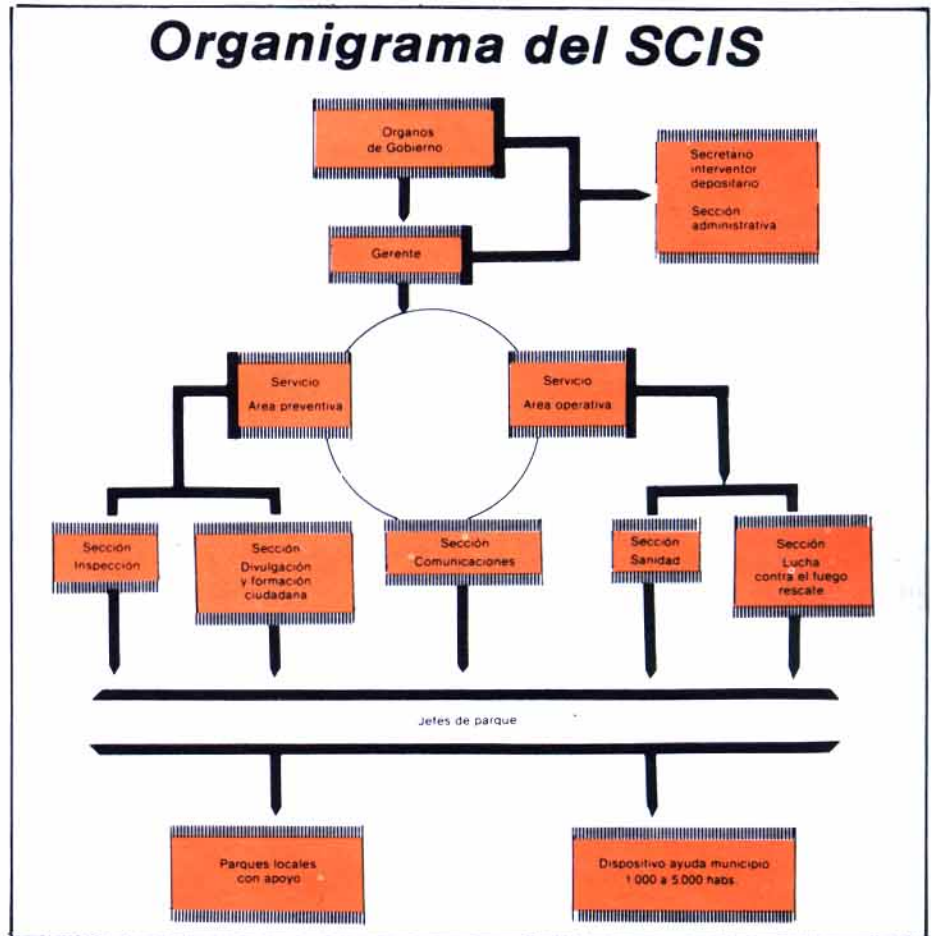 Organigrama del SCIS
Organos
de Gobierno
Secretario
interventor
depositario
Sección
administrativa
Gerente
Servicio
Area preventiva
Servicio
Area operativa
Sección
Inspección
Sección
Divulgación
y formación
ciudadana
Sección
Comunicaciones
Sección
Sanidad
Sección
Lucha
contra el fuego
rescate
Jefes de parque
Parques locales
con apoyo
Dispositivo ayuda municipio
1.000 a 5.000 habs.